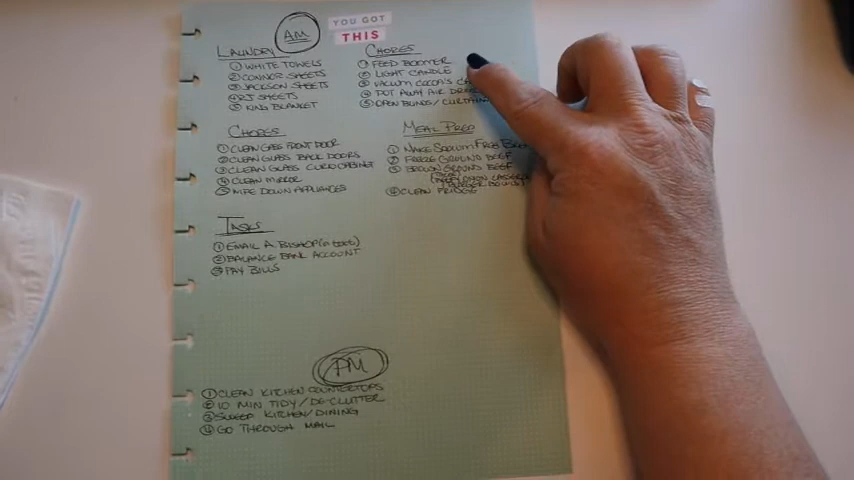 AM
YOU GOT
THIS
LAUNDRY
① WHITE TOWELS
② CONNOR SHEETS
③ JACKSON SHEETS
④ RJ SHEETS
⑤ KING BLANKET
CHORES
① FEED BOOMER
② LIGHT CANDLE
③ VACUUM COCOA'S
④ PUT AWAY AIR
⑤ OPEN BLINDS/CURTAINS
CHORES
① CLEAN GLASS FRONT DOOR
② CLEAN GLASS BACK DOORS
③ CLEAN GLASS CURIO CABINET
④ CLEAN MIRROR
⑤ WIPE DOWN APPLIANCES
MEAL PREP
① MAKE SODIUM FREE
② FREEZE GROUND BEEF
③ BROWN GROUND BEEF
④ CLEAN FRIDGE
TASKS
① EMAIL A. BISHOP
② BALANCE BANK ACCOUNT
③ PAY BILLS
PM
① CLEAN KITCHEN COUNTERTOPS
② 10 MIN TIDY/DE-CLUTTER
③ SWEEP KITCHEN/DINING
④ GO THROUGH MAIL